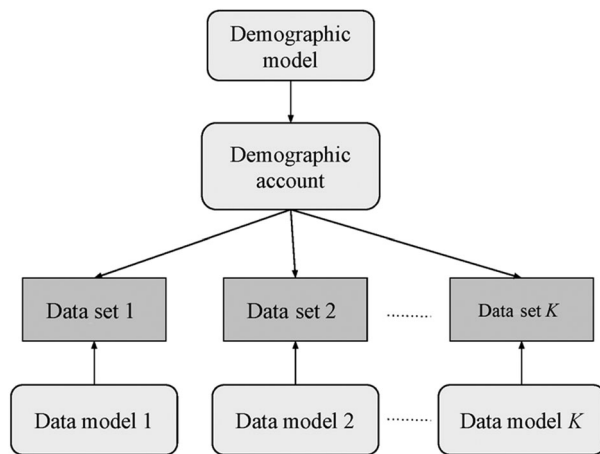 Demographic
model
Demographic
account
Data set 1
Data set 2
Data set K
Data model 1
Data model 2
Data model K